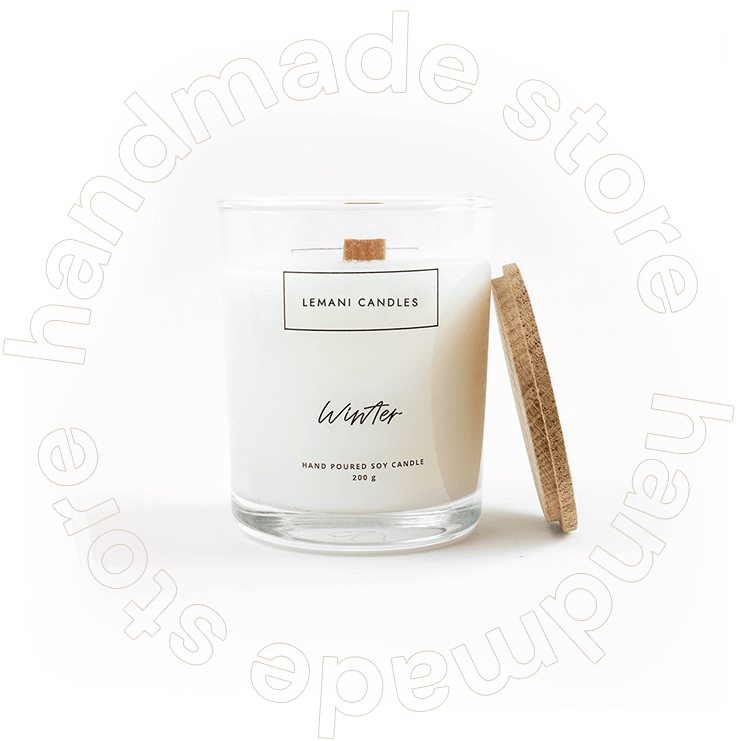 handmade store handmade store
LEMANI CANDLES
Winter
HAND POURED SOY CANDLE
200 g